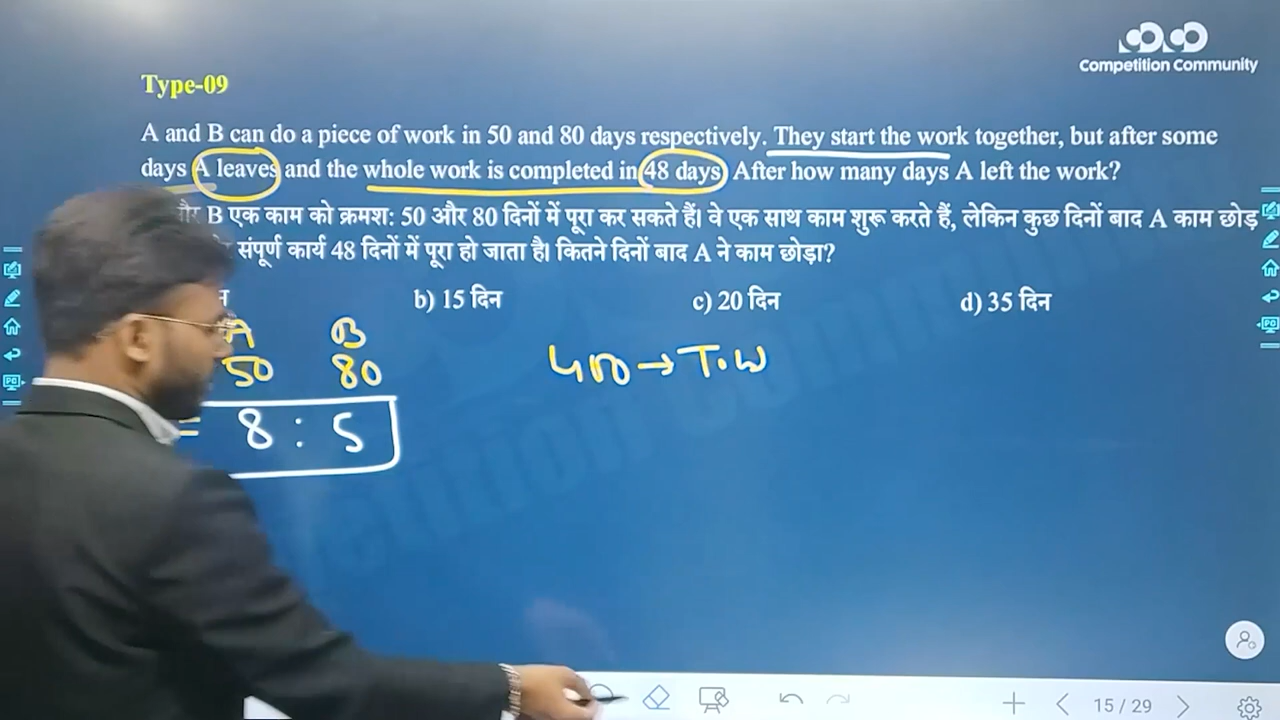 Competition Community
Type-09
A and B can do a piece of work in 50 and 80 days respectively. They start the work together, but after some
days A leaves and the whole work is completed in 48 days. After how many days A left the work?
B एक काम को क्रमश: 50 और 80 दिनों में पूरा कर सकते हैं। वे एक साथ काम शुरू करते हैं, लेकिन कुछ दिनों बाद A काम छोड़
संपूर्ण कार्य 48 दिनों में पूरा हो जाता है। कितने दिनों बाद A ने काम छोड़ा?
b) 15 दिन c) 20 दिन d) 35 दिन
A B
50 80
400 → T.W
= 8 : 5
15 / 29